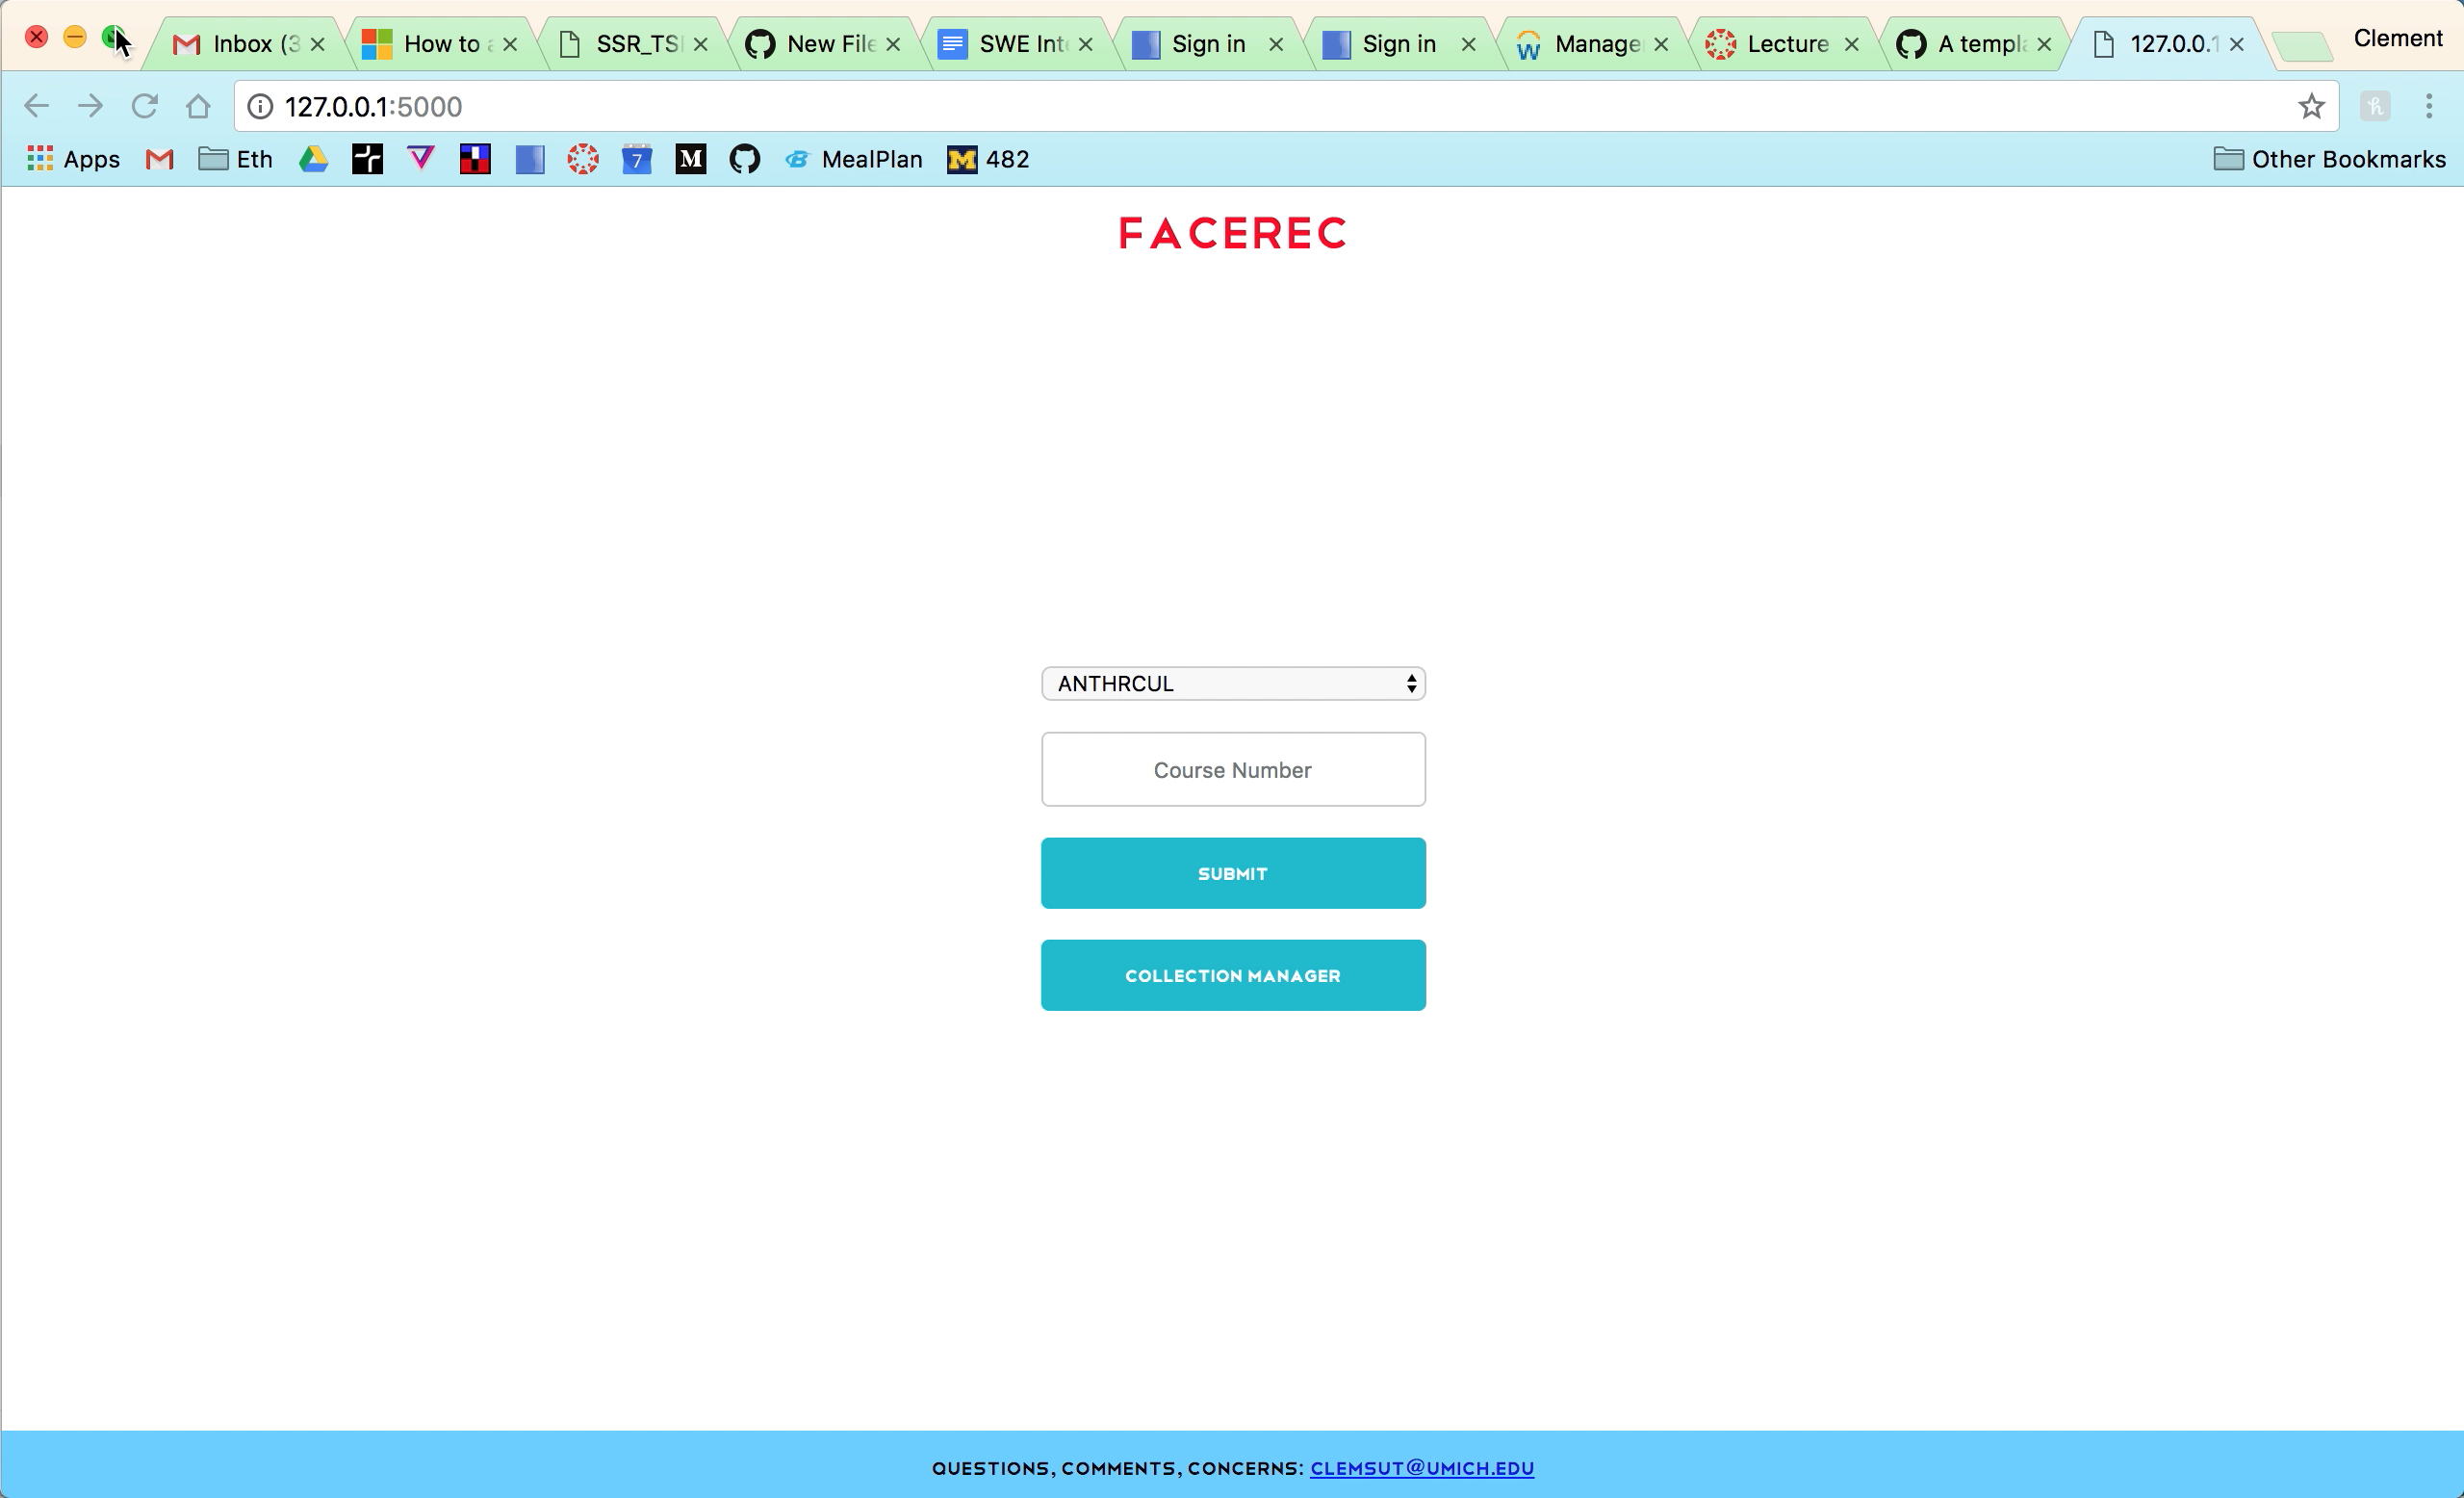 Inbox (3
How to a
SSR_TS
New File
SWE Int
Sign in
Sign in
Manage
Lecture
A templ
127.0.0.1
Clement
127.0.0.1:5000
Apps
Eth
7
M
MealPlan
M 482
Other Bookmarks
FACEREC
ANTHRCUL
Course Number
SUBMIT
COLLECTION MANAGER
QUESTIONS, COMMENTS, CONCERNS: CLEMSUT@UMICH.EDU